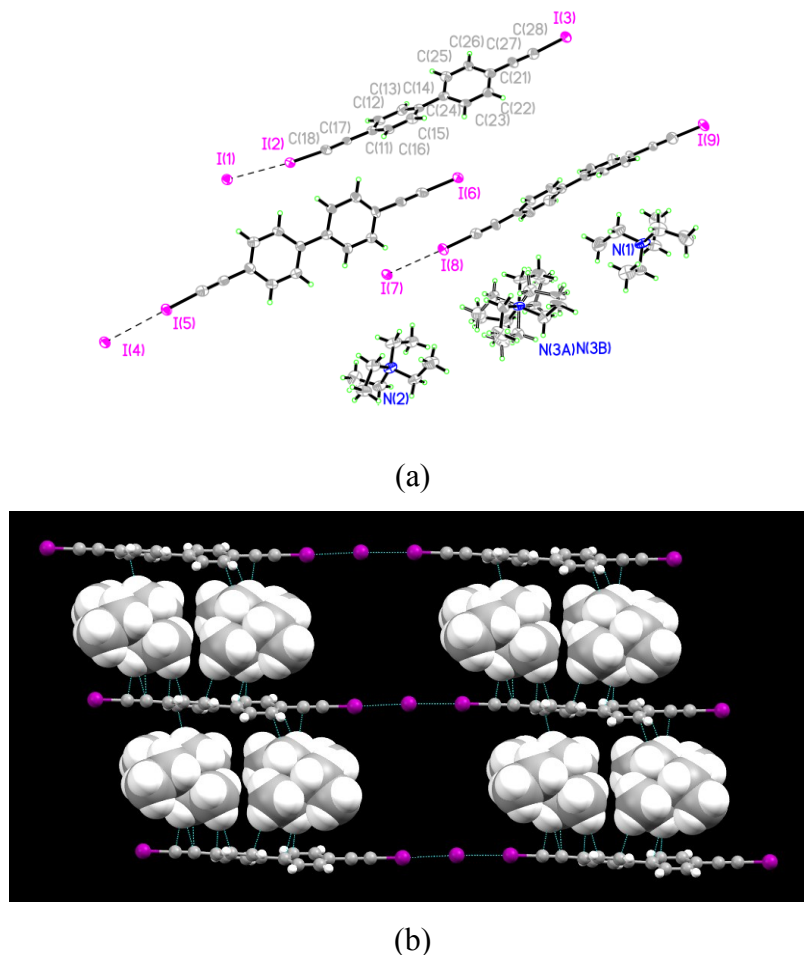 I(3)
C(28)
C(26) C(27)
C(25) C(21)
C(14)
C(13) C(22)
C(12) C(24)
C(17) C(23)
C(18) C(15)
I(2) C(11) C(16)
I(1)
I(9)
I(6)
N(1)
I(8)
I(7)
I(5)
I(4)
N(3A)N(3B)
N(2)
(a)
(b)